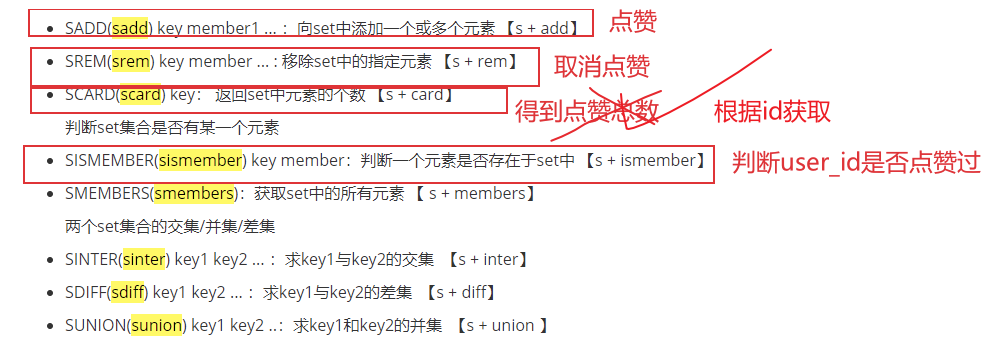 SADD(sadd) key member1 ... ：向set中添加一个或多个元素 【s + add】 点赞
SREM(srem) key member ... : 移除set中的指定元素 【s + rem】 取消点赞
SCARD(scard) key： 返回set中元素的个数 【s + card】 得到点赞总数 根据id获取
判断set集合是否有某一个元素
SISMEMBER(sismember) key member：判断一个元素是否存在于set中 【s + ismember】 判断user_id是否点赞过
SMEMBERS(smembers)：获取set中的所有元素 【 s + members】
两个set集合的交集/并集/差集
SINTER(sinter) key1 key2 ... ：求key1与key2的交集 【s + inter】
SDIFF(sdiff) key1 key2 ... ：求key1与key2的差集 【s + diff】
SUNION(sunion) key1 key2 ..：求key1和key2的并集 【s + union 】